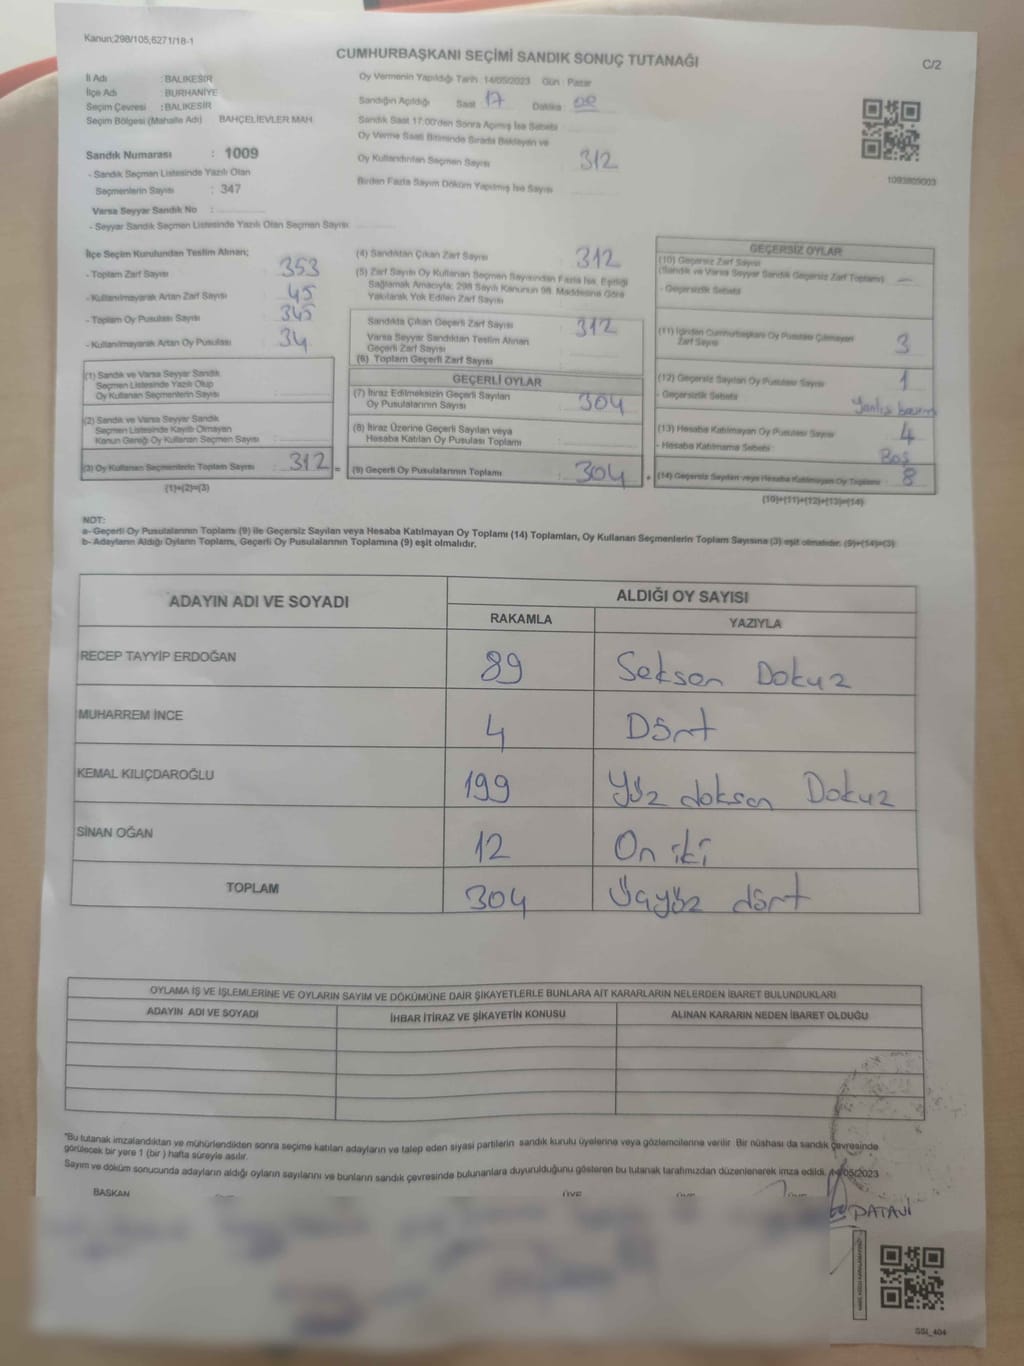 Kanun;298/105,6271/18-1
CUMHURBAŞKANI SEÇİMİ SANDIK SONUÇ TUTANAĞI
C/2
İl Adı : BALIKESİR
İlçe Adı : BURHANİYE
Seçim Çevresi : BALIKESİR
Seçim Bölgesi (Mahalle Adı) BAHÇELİEVLER MAH.
Sandık Numarası : 1009
- Sandık Seçmen Listesinde Yazılı Olan
Seçmenlerin Sayısı : 347
Varsa Seyyar Sandık No :
- Seyyar Sandık Seçmen Listesinde Yazılı Olan Seçmen Sayısı
Oy Vermenin Yapıldığı Tarih :14/05/2023 Gün : Pazar
Sandığın Açıldığı Saat 17 Dakika
Sandık Saat 17:00'den Sonra Açılmış İse Sebebi
Oy Verme Saati Bitiminde Sırada Bekleyen ve
Oy Kullandırılan Seçmen Sayısı 312
Birden Fazla Sayım Döküm Yapılmış İse Sayısı
1093809003
İlçe Seçim Kurulundan Teslim Alınan;
- Toplam Zarf Sayısı 353
- Kullanılmayarak Artan Zarf Sayısı 45
- Toplam Oy Pusulası Sayısı 345
- Kullanılmayarak Artan Oy Pusulası 34
(1) Sandık ve Varsa Seyyar Sandık
Seçmen Listesinde Yazılı Olup
Oy Kullanan Seçmenlerin Sayısı :
(2) Sandık ve Varsa Seyyar Sandık
Seçmen Listesinde Kayıtlı Olmayan
Kanun Gereği Oy Kullanan Seçmen Sayısı :
(3) Oy Kullanan Seçmenlerin Toplam Sayısı : 312 =
(1)+(2)=(3)
(4) Sandıktan Çıkan Zarf Sayısı 312
(5) Zarf Sayısı Oy Kullanan Seçmen Sayısından Fazla İse, Eşitliği
Sağlamak Amacıyla; 298 Sayılı Kanunun 98. Maddesine Göre
Yakılarak Yok Edilen Zarf Sayısı
Sandıkta Çıkan Geçerli Zarf Sayısı 312
Varsa Seyyar Sandıktan Teslim Alınan
Geçerli Zarf Sayısı
(6) Toplam Geçerli Zarf Sayısı
GEÇERLİ OYLAR
(7) İtiraz Edilmeksizin Geçerli Sayılan
Oy Pusulalarının Sayısı : 304
(8) İtiraz Üzerine Geçerli Sayılan veya
Hesaba Katılan Oy Pusulası Toplamı :
(9) Geçerli Oy Pusulalarının Toplamı : 304 +
GEÇERSİZ OYLAR
(10) Geçersiz Zarf Sayısı
(Sandık ve Varsa Seyyar Sandık Geçersiz Zarf Toplamı) —
- Geçersizlik Sebebi
(11) İçinden Cumhurbaşkanı Oy Pusulası Çıkmayan
Zarf Sayısı 3
(12) Geçersiz Sayılan Oy Pusulası Sayısı 1
- Geçersizlik Sebebi Yanlış basım
(13) Hesaba Katılmayan Oy Pusulası Sayısı 4
- Hesaba Katılmama Sebebi : Boş
(14) Geçersiz Sayılan veya Hesaba Katılmayan Oy Toplamı : 8
(10)+(11)+(12)+(13)=(14)
NOT:
a- Geçerli Oy Pusulalarının Toplamı (9) ile Geçersiz Sayılan veya Hesaba Katılmayan Oy Toplamı (14) Toplamları, Oy Kullanan Seçmenlerin Toplam Sayısına (3) eşit olmalıdır. (9)+(14)=(3)
b- Adayların Aldığı Oyların Toplamı, Geçerli Oy Pusulalarının Toplamına (9) eşit olmalıdır.
ADAYIN ADI VE SOYADI
ALDIĞI OY SAYISI
RAKAMLA YAZIYLA
RECEP TAYYİP ERDOĞAN 89 Seksen Dokuz
MUHARREM İNCE 4 Dört
KEMAL KILIÇDAROĞLU 199 Yüz doksan Dokuz
SİNAN OĞAN 12 On iki
TOPLAM 304 Üçyüz dört
OYLAMA İŞ VE İŞLEMLERİNE VE OYLARIN SAYIM VE DÖKÜMÜNE DAİR ŞİKAYETLERLE BUNLARA AİT KARARLARIN NELERDEN İBARET BULUNDUKLARI
ADAYIN ADI VE SOYADI İHBAR İTİRAZ VE ŞİKAYETİN KONUSU ALINAN KARARIN NEDEN İBARET OLDUĞU
*Bu tutanak imzalandıktan ve mühürlendikten sonra seçime katılan adayların ve talep eden siyasi partilerin sandık kurulu üyelerine veya gözlemcilerine verilir. Bir nüshası da sandık çevresinde
görülecek bir yere 1 (bir) hafta süreyle asılır.
Sayım ve döküm sonucunda adayların aldığı oyların sayılarını ve bunların sandık çevresinde bulunanlara duyurulduğunu gösteren bu tutanak tarafımızdan düzenlenerek imza edildi. 14/05/2023
BAŞKAN ÜYE ÜYE ÜYE ÜYE
SSL_404